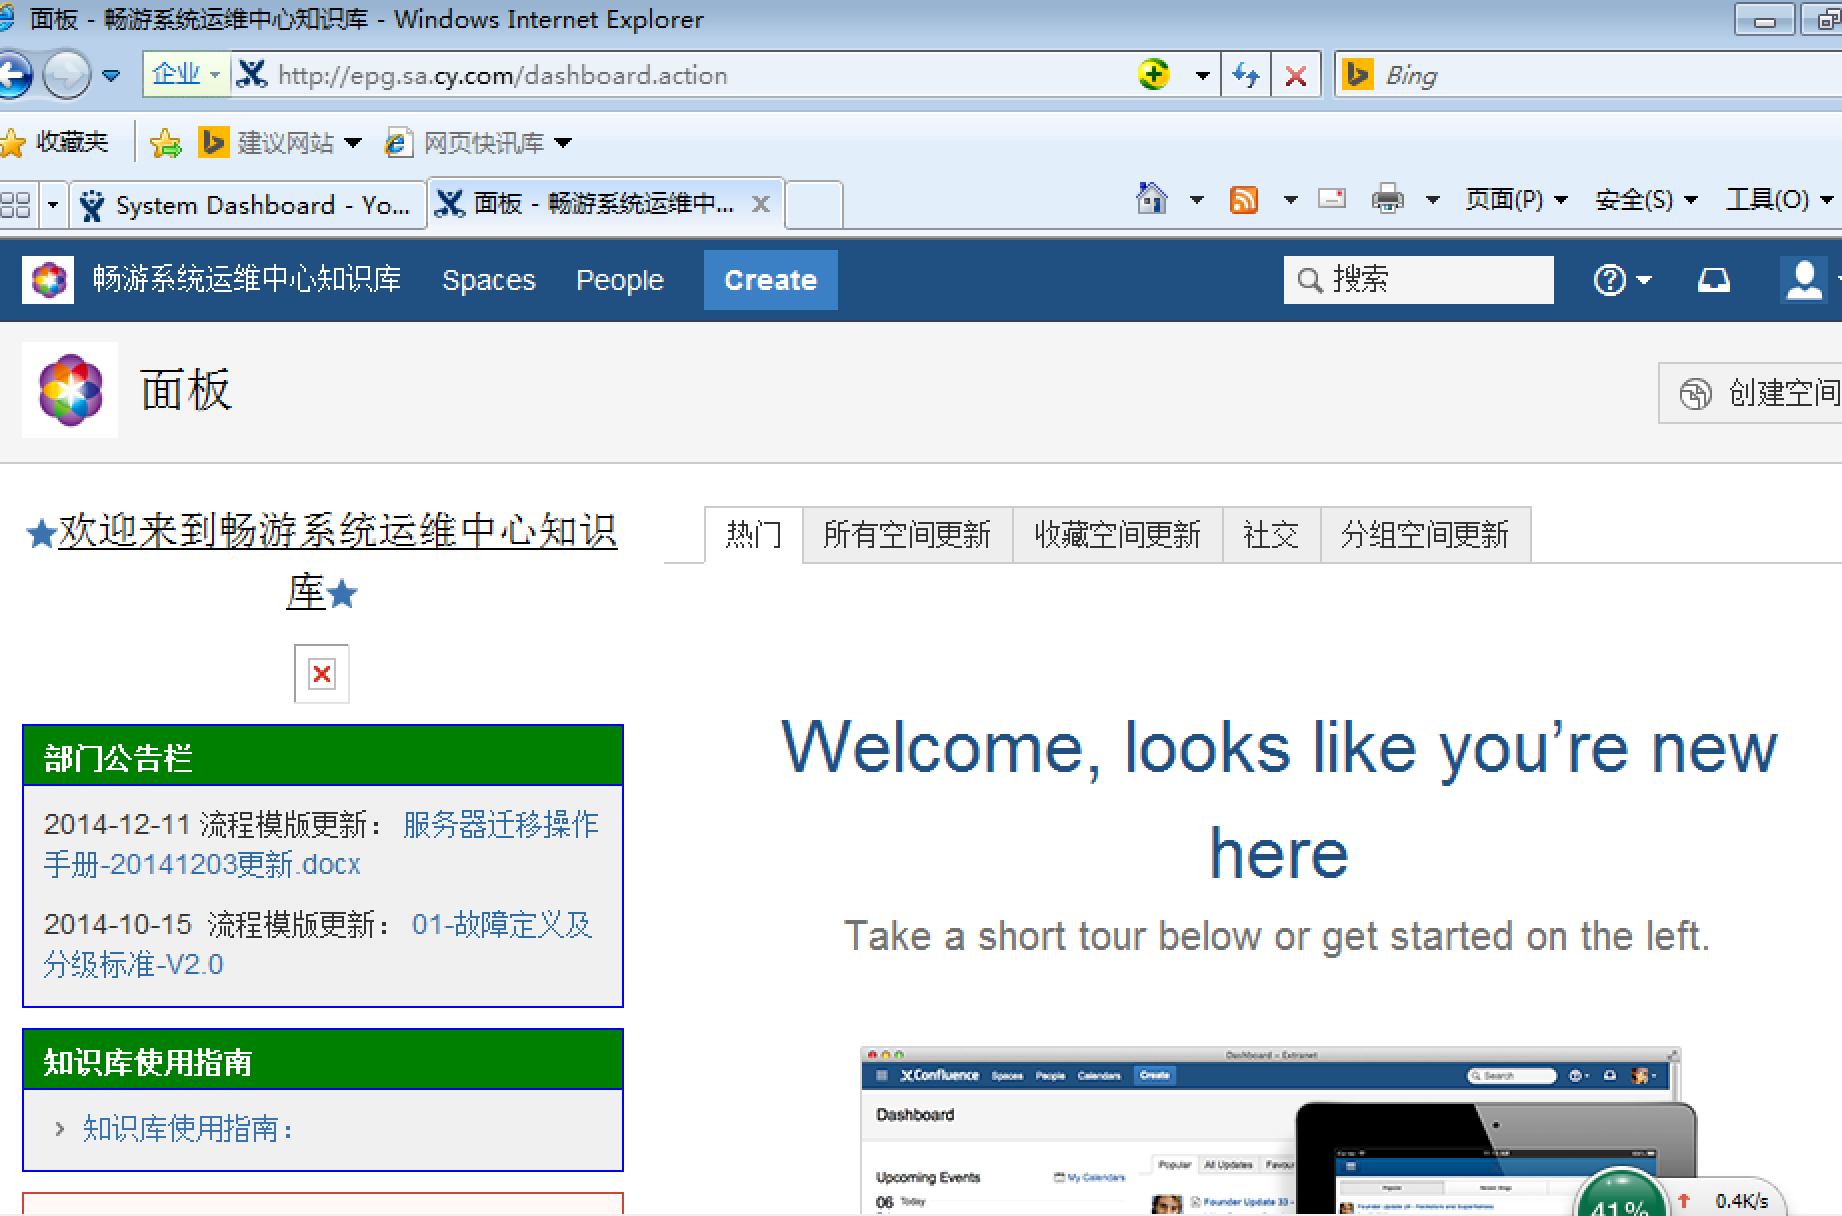 面板 - 畅游系统运维中心知识库 - Windows Internet Explorer
企业 http://epg.sa.cy.com/dashboard.action Bing
收藏夹 建议网站 网页快讯库
System Dashboard - Yo... 面板 - 畅游系统运维中... 页面(P) 安全(S) 工具(O)
畅游系统运维中心知识库 Spaces People Create 搜索
面板 创建空间
★欢迎来到畅游系统运维中心知识
库★
热门 所有空间更新 收藏空间更新 社交 分组空间更新
部门公告栏
2014-12-11 流程模版更新： 服务器迁移操作
手册-20141203更新.docx
2014-10-15 流程模版更新： 01-故障定义及
分级标准-V2.0
知识库使用指南
知识库使用指南：
Welcome, looks like you’re new
here
Take a short tour below or get started on the left.
Dashboard – Extranet
Confluence Spaces People Calendars Create Search
Dashboard
Popular All Updates Favou
Upcoming Events My Calendars
06 Today
Founder Update 33 -
41% 0.4K/s